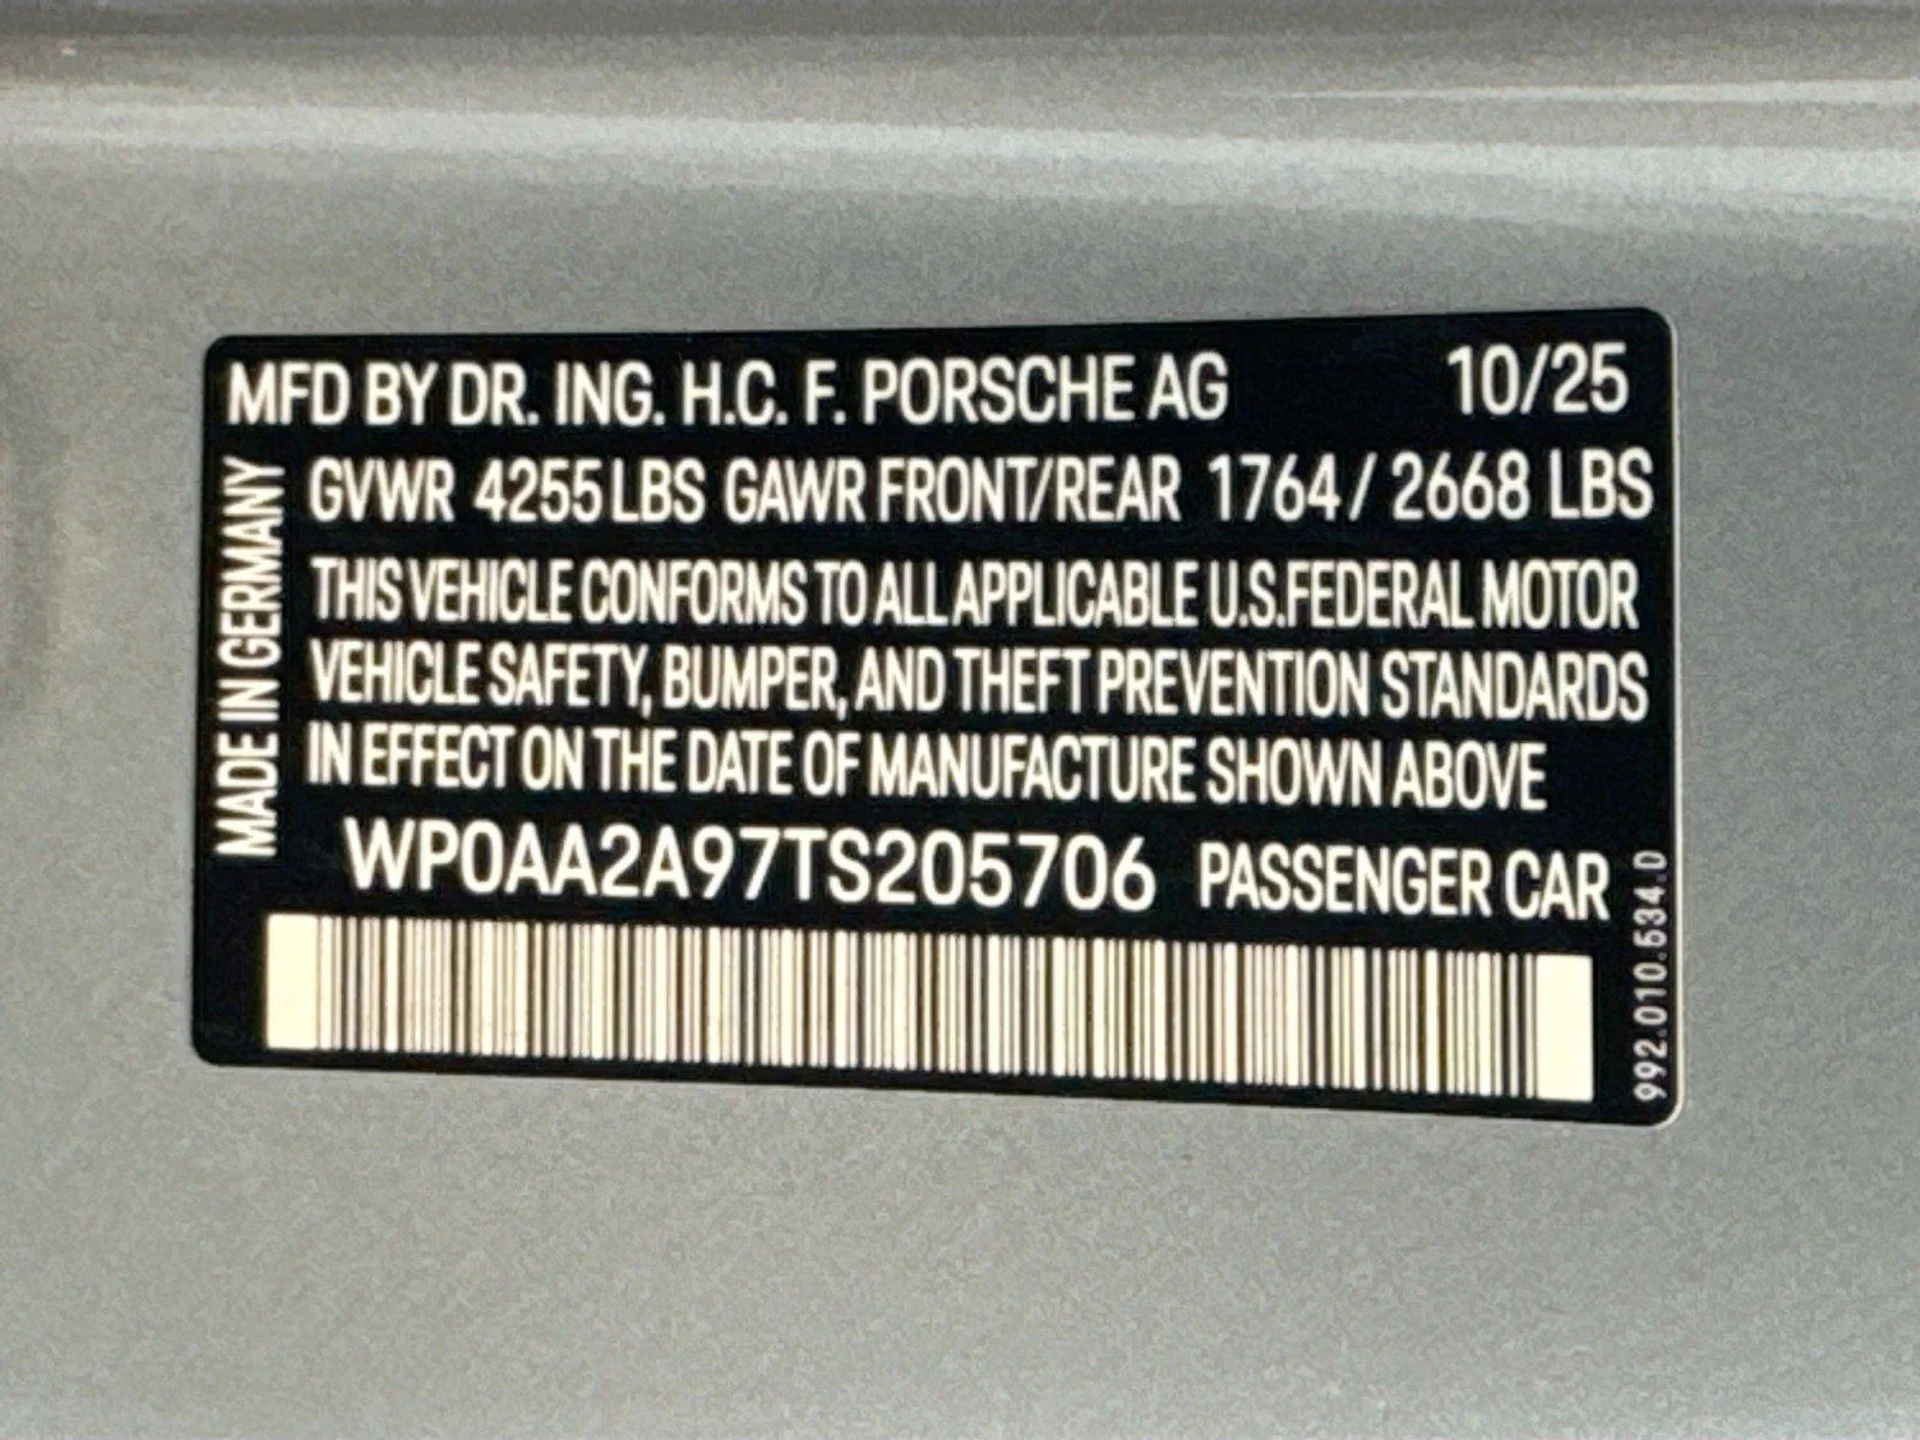 MFD BY DR. ING. H.C. F. PORSCHE AG 10/25
GVWR 4255 LBS GAWR FRONT/REAR 1764 / 2668 LBS
THIS VEHICLE CONFORMS TO ALL APPLICABLE U.S.FEDERAL MOTOR
VEHICLE SAFETY, BUMPER, AND THEFT PREVENTION STANDARDS
IN EFFECT ON THE DATE OF MANUFACTURE SHOWN ABOVE
WP0AA2A97TS205706 PASSENGER CAR
MADE IN GERMANY
992.010.534.D